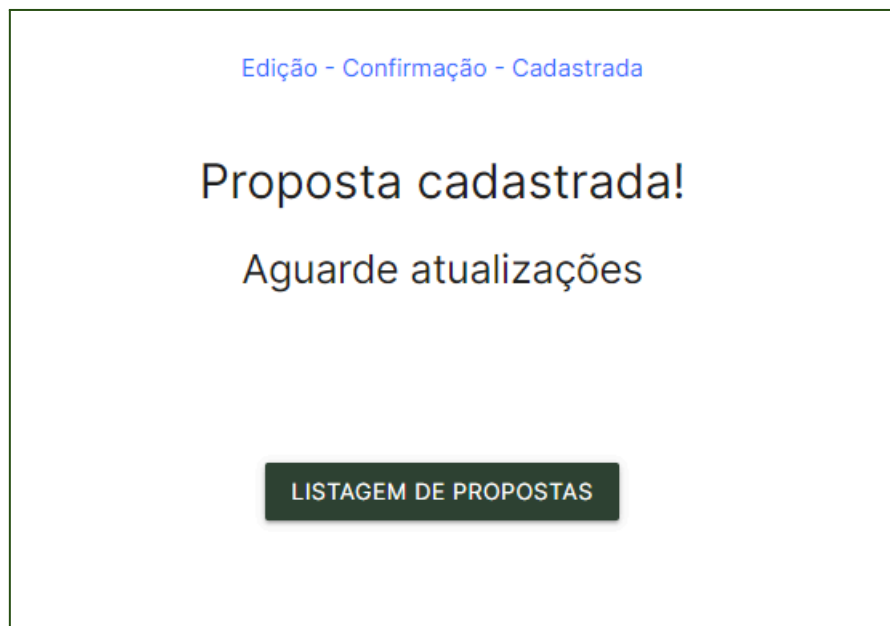 Edição - Confirmação - Cadastrada
Proposta cadastrada!
Aguarde atualizações
LISTAGEM DE PROPOSTAS